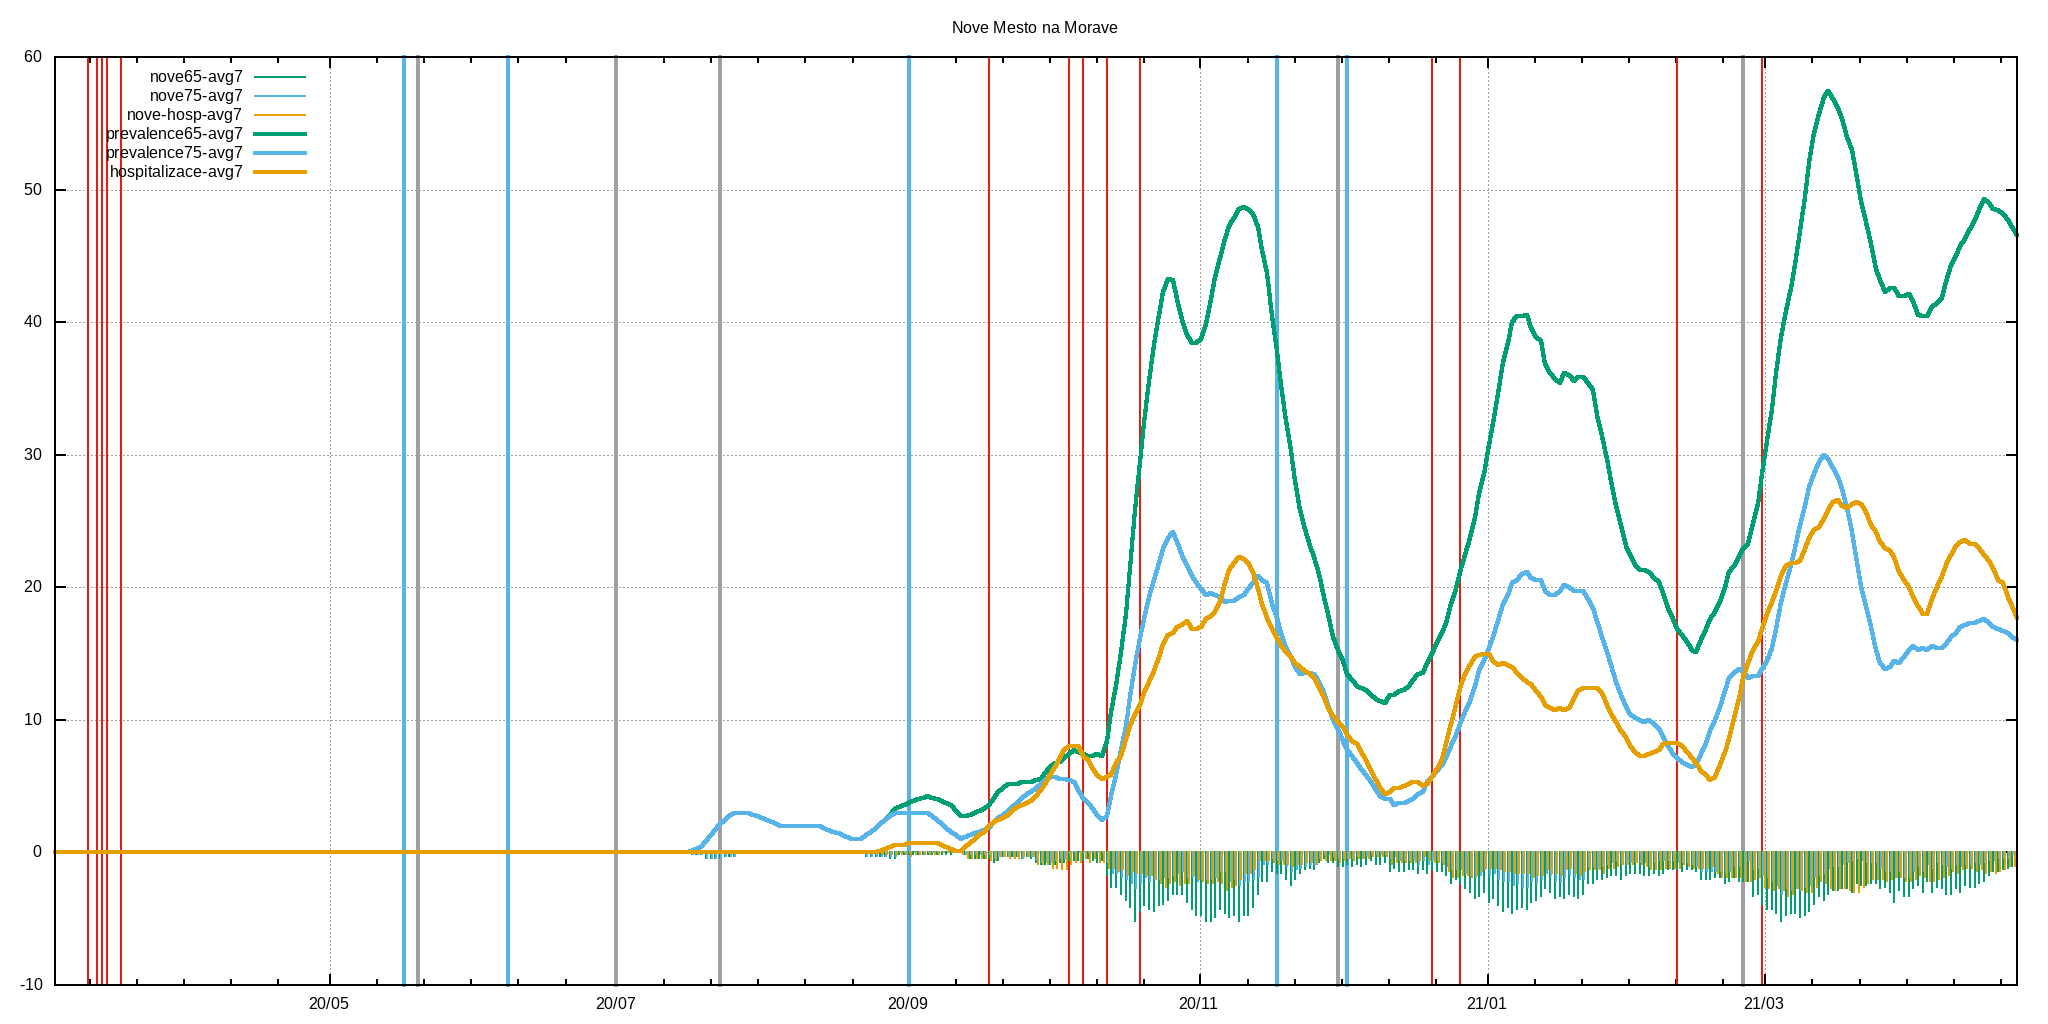 Nove Mesto na Morave
60
50
40
30
20
10
0
-10
nove65-avg7
nove75-avg7
nove-hosp-avg7
prevalence65-avg7
prevalence75-avg7
hospitalizace-avg7
20/05 20/07 20/09 20/11 21/01 21/03